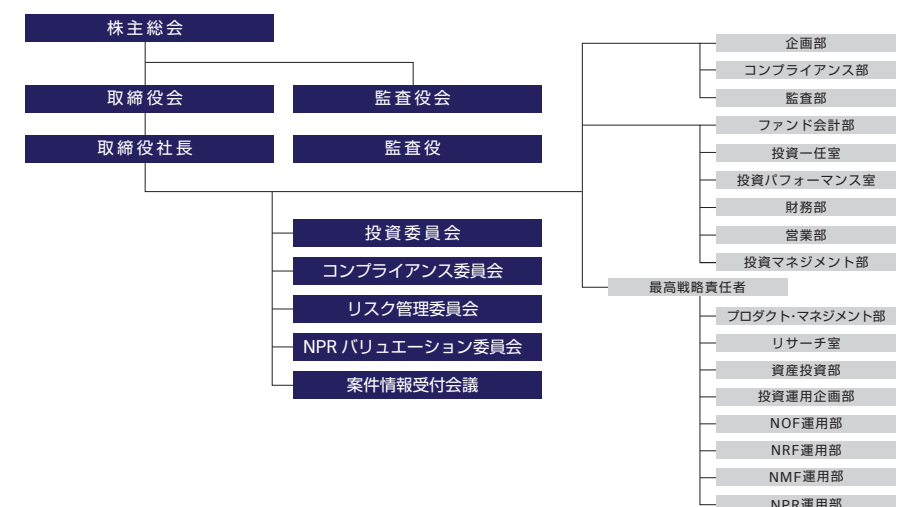 株主総会
取締役会
監査役会
取締役社長
監査役
投資委員会
コンプライアンス委員会
リスク管理委員会
NPR バリュエーション委員会
案件情報受付会議
企画部
コンプライアンス部
監査部
ファンド会計部
投資一任室
投資パフォーマンス室
財務部
営業部
投資マネジメント部
最高戦略責任者
プロダクト・マネジメント部
リサーチ室
資産投資部
投資運用企画部
NOF運用部
NRF運用部
NMF運用部
NPR運用部